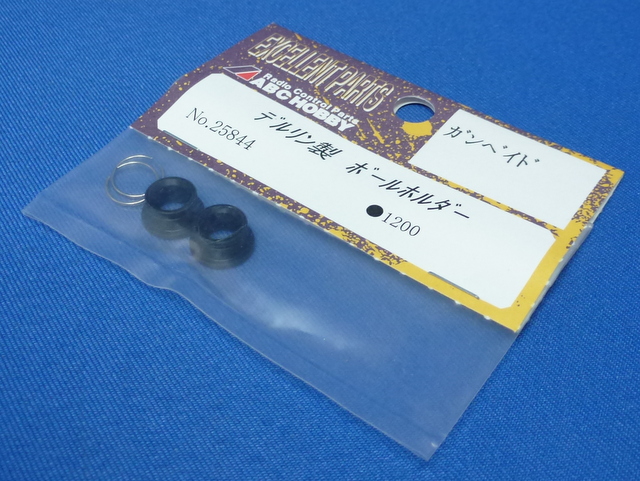 EXCELLENT PARTS
Radio Control Parts
ABC HOBBY
ガンベイド
No.25844
デルリン製 ボールホルダー
●1200